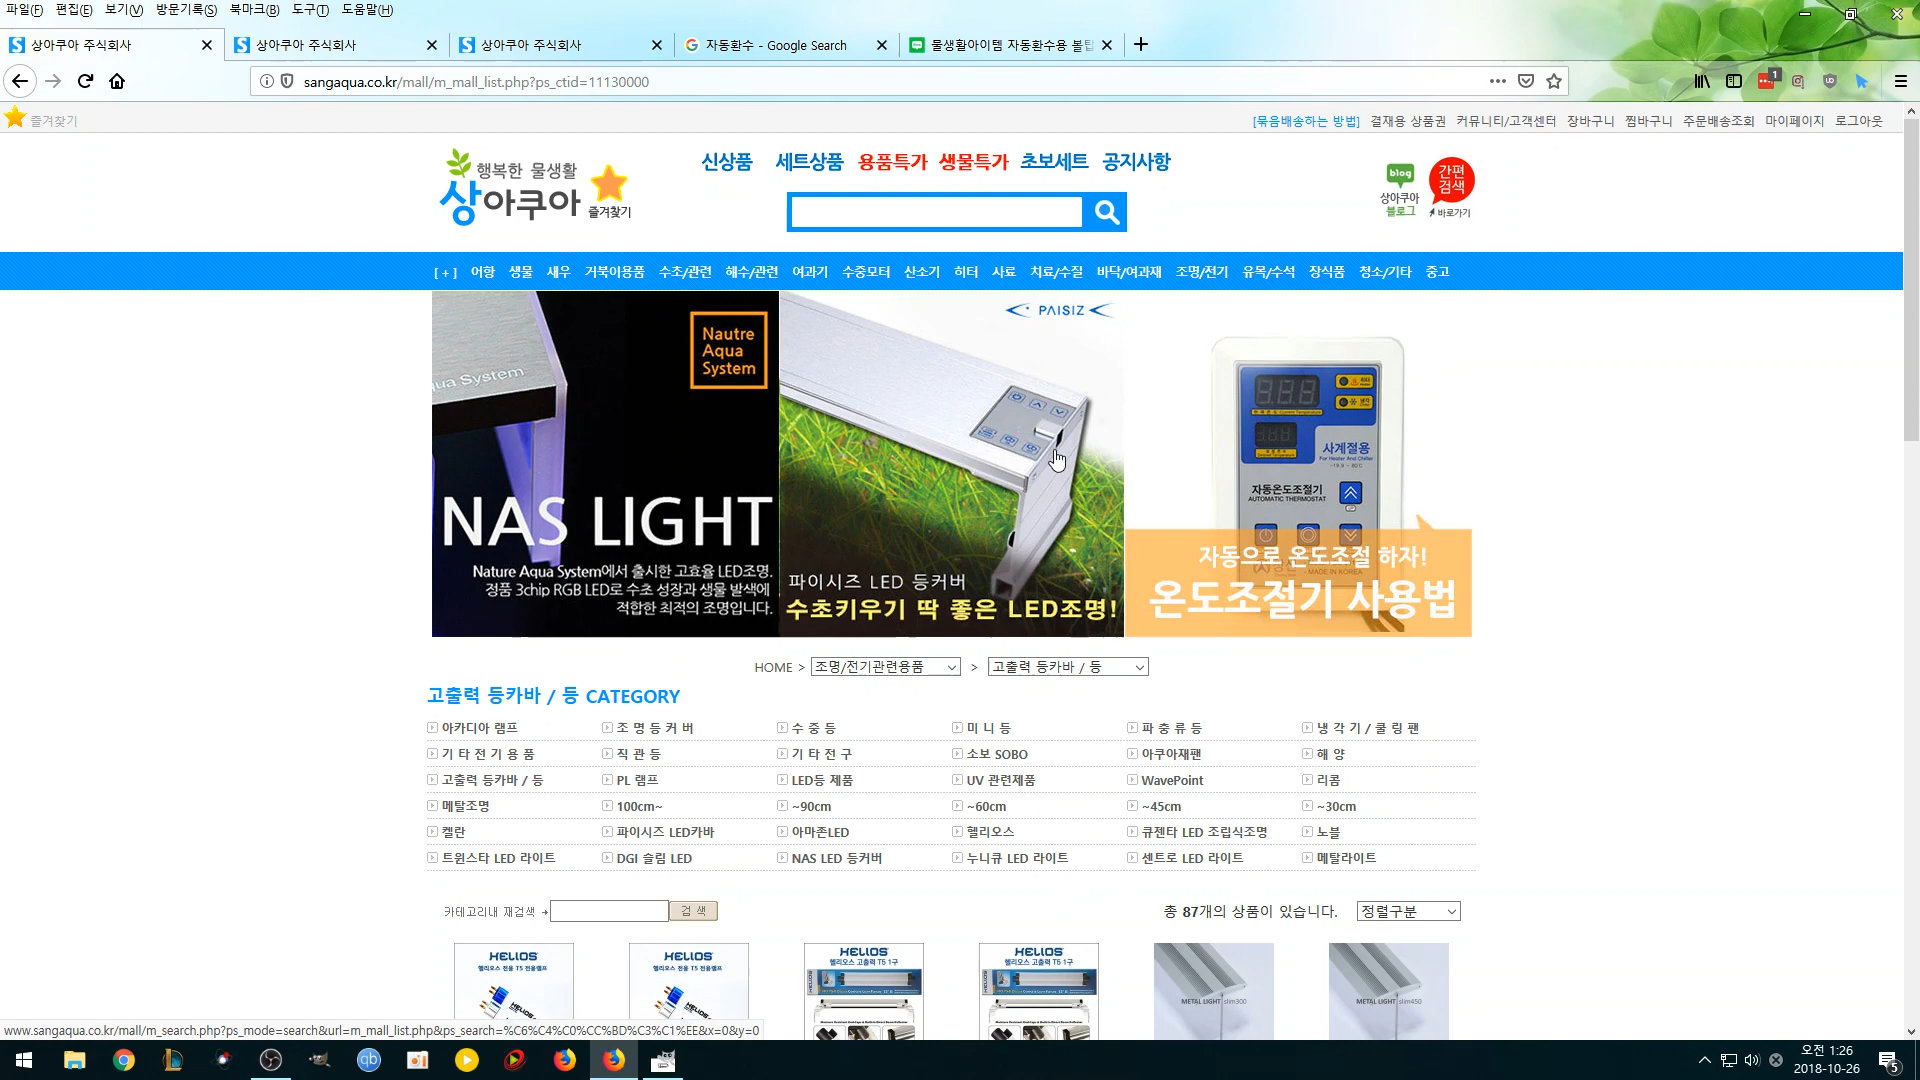 파일(F) 편집(E) 보기(V) 방문기록(S) 북마크(B) 도구(T) 도움말(H)
상아쿠아 주식회사 상아쿠아 주식회사 상아쿠아 주식회사 자동환수 - Google Search 물생활아이템 자동환수용 볼탑
sangaqua.co.kr/mall/m_mall_list.php?ps_ctid=11130000
1
즐겨찾기 [묶음배송하는 방법] 결재용 상품권 커뮤니티/고객센터 장바구니 찜바구니 주문배송조회 마이페이지 로그아웃
행복한 물생활
상아쿠아 즐겨찾기
신상품 세트상품 용품특가 생물특가 초보세트 공지사항
blog
상아쿠아
블로그
간편
검색
바로가기
[ + ] 어항 생물 새우 거북이용품 수초/관련 해수/관련 여과기 수중모터 산소기 히터 사료 치료/수질 바닥/여과재 조명/전기 유목/수석 장식품 청소/기타 중고
Nautre
Aqua
System
ua System
NAS LIGHT
Nature Aqua System에서 출시한 고효율 LED조명.
정품 3chip RGB LED로 수초 성장과 생물 발색에
적합한 최적의 조명입니다.
PAISIZ
파이시즈 LED 등커버
수초키우기 딱 좋은 LED조명!
사계절용
For Heater And Chiller
자동온도조절기
AUTOMATIC THERMOSTAT
UP
MADE IN KOREA
자동으로 온도조절 하자!
온도조절기 사용법
HOME > 조명/전기관련용품 > 고출력 등카바 / 등
고출력 등카바 / 등 CATEGORY
아카디아 램프 조 명 등 커 버 수 중 등 미 니 등 파 충 류 등 냉 각 기 / 쿨 링 팬
기 타 전 기 용 품 직 관 등 기 타 전 구 소보 SOBO 아쿠아재팬 해 양
고출력 등카바 / 등 PL 램프 LED등 제품 UV 관련제품 WavePoint 리콤
메탈조명 100cm~ ~90cm ~60cm ~45cm ~30cm
켈란 파이시즈 LED카바 아마존LED 헬리오스 큐젠타 LED 조립식조명 노블
트윈스타 LED 라이트 DGI 슬림 LED NAS LED 등커버 누니큐 LED 라이트 센트로 LED 라이트 메탈라이트
카테고리내 재검색 검 색 총 87개의 상품이 있습니다. 정렬구분
HELIOS
헬리오스 전용 T5 전용램프
HELIOS
HELIOS
헬리오스 전용 T5 전용램프
HELIOS
HELIOS
헬리오스 고출력 T5 1구
HELIOS
헬리오스 고출력 T5 1구
METAL LIGHT slim300
METAL LIGHT slim450
www.sangaqua.co.kr/mall/m_search.php?ps_mode=search&url=m_mall_list.php&ps_search=%C6%C4%C0%CC%BD%C3%C1%EE&x=0&y=0
qb
오전 1:26
2018-10-26
5